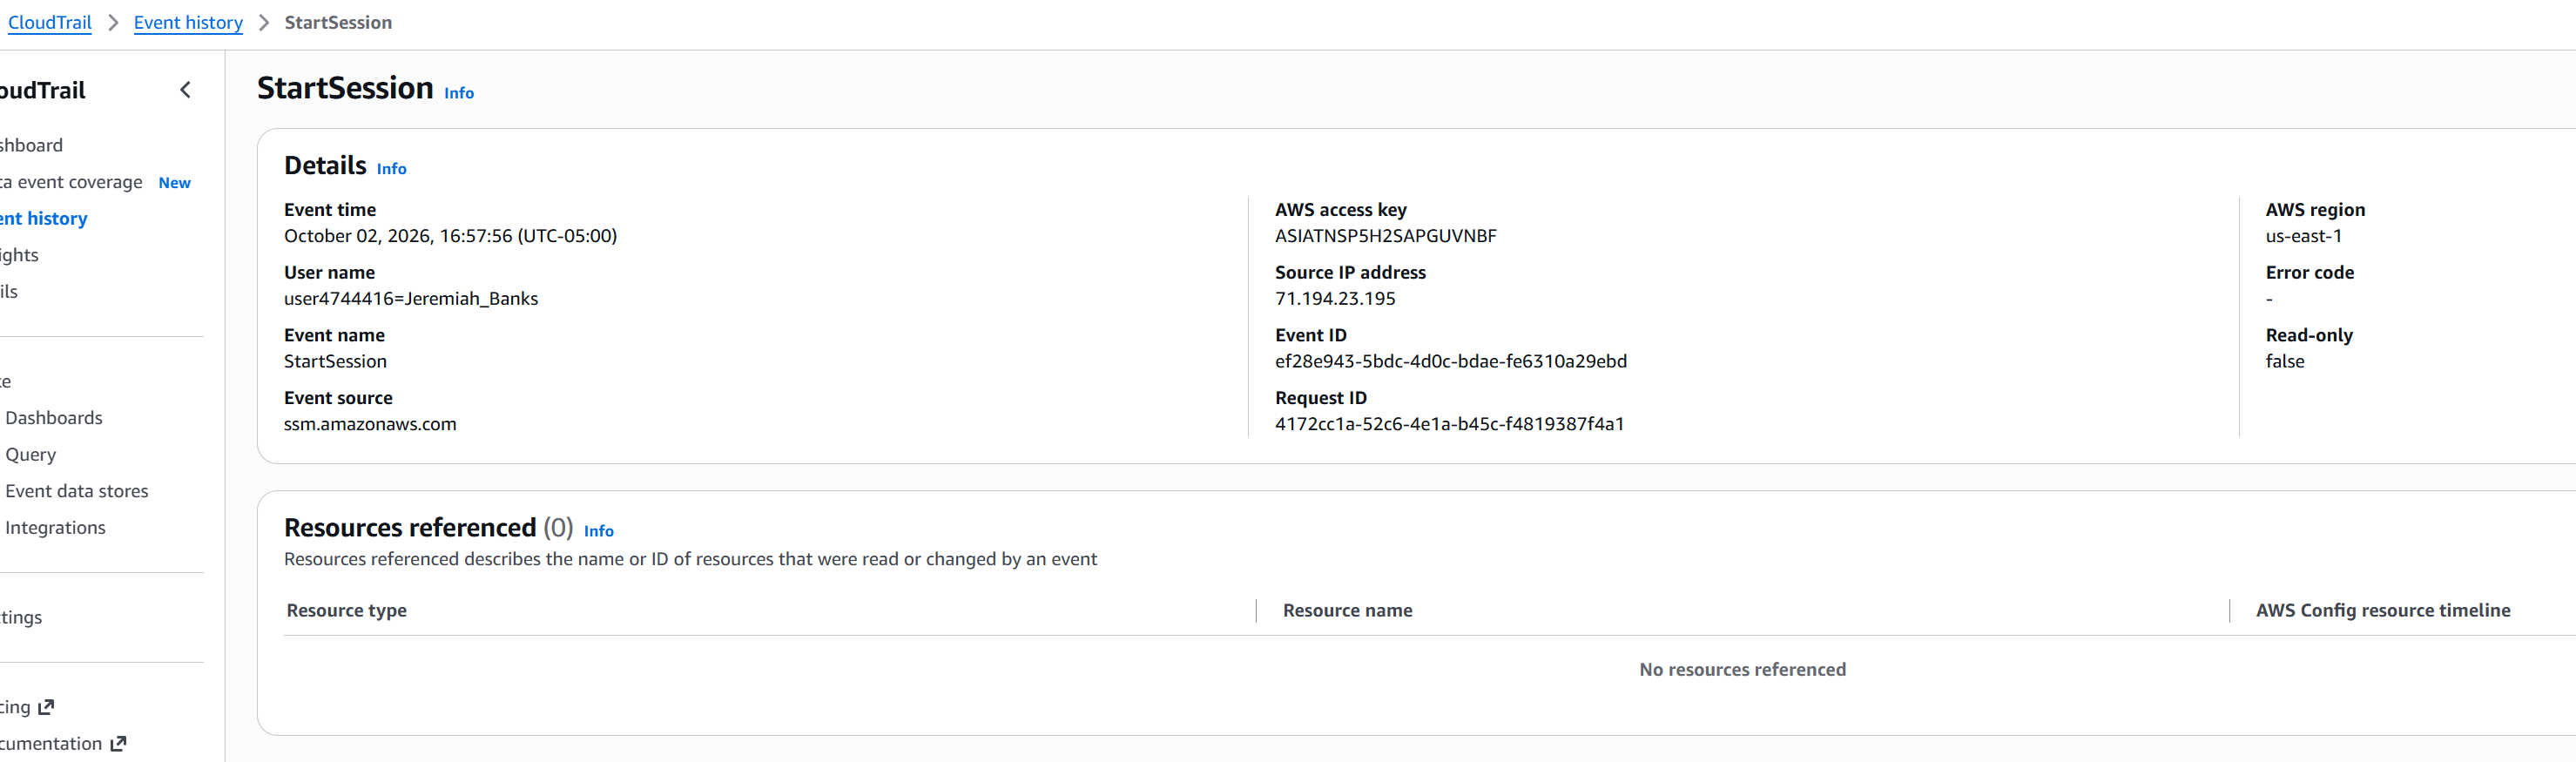 CloudTrail > Event history > StartSession
oudTrail
shboard
ta event coverage New
ent history
ights
ils
ke
Dashboards
Query
Event data stores
Integrations
ttings
cing
cumentation
StartSession Info
Details Info
Event time
October 02, 2026, 16:57:56 (UTC-05:00)
User name
user4744416=Jeremiah_Banks
Event name
StartSession
Event source
ssm.amazonaws.com
AWS access key
ASIATNSP5H2SAPGUVNBF
Source IP address
71.194.23.195
Event ID
ef28e943-5bdc-4d0c-bdae-fe6310a29ebd
Request ID
4172cc1a-52c6-4e1a-b45c-f4819387f4a1
AWS region
us-east-1
Error code
-
Read-only
false
Resources referenced (0) Info
Resources referenced describes the name or ID of resources that were read or changed by an event
Resource type Resource name AWS Config resource timeline
No resources referenced